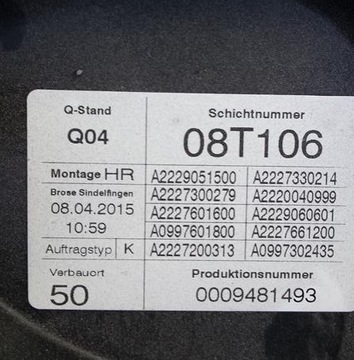 Q-Stand
Q04
Schichtnummer
08T106
Montage HR
Brose Sindelfingen
08.04.2015
10:59
Auftragstyp K
A2229051500 A2227330214
A2227300279 A2220040999
A2227601600 A2229060601
A0997601800 A2227661200
A2227200313 A0997302435
Verbauort
50
Produktionsnummer
0009481493